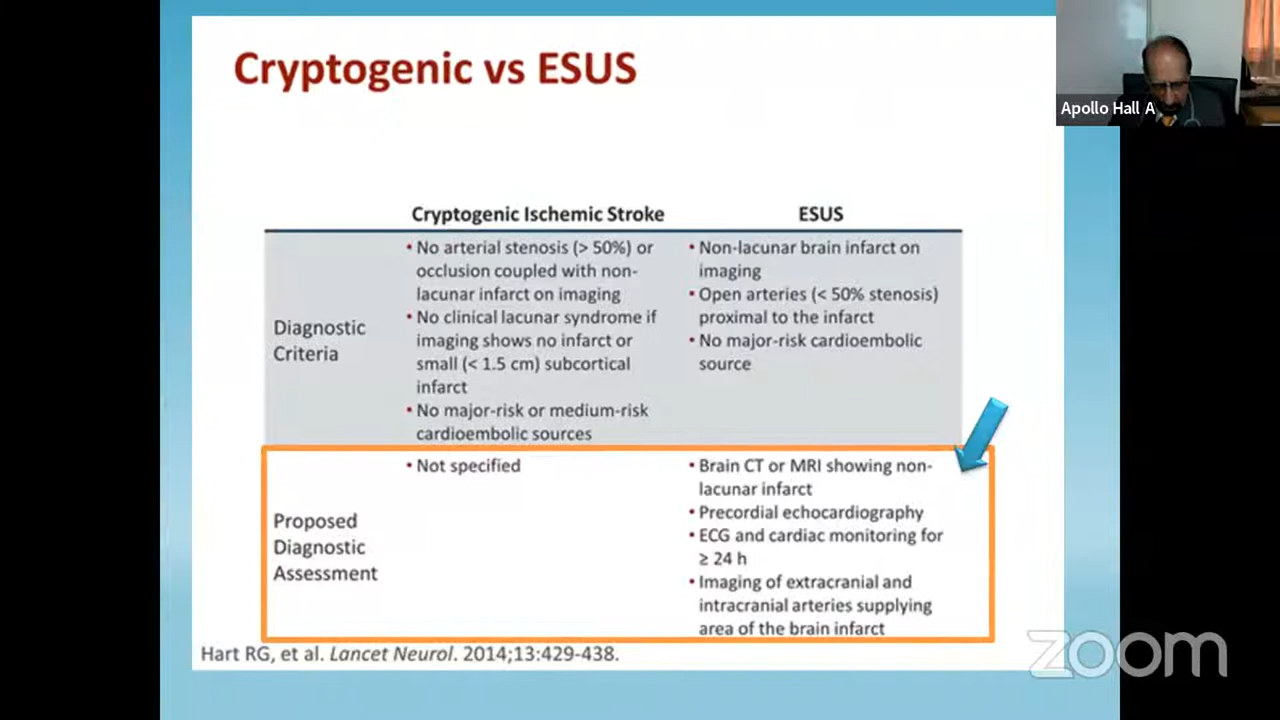 Cryptogenic vs ESUS
Apollo Hall A
Cryptogenic Ischemic Stroke
ESUS
Diagnostic
Criteria
• No arterial stenosis (> 50%) or
occlusion coupled with non-
lacunar infarct on imaging
• No clinical lacunar syndrome if
imaging shows no infarct or
small (< 1.5 cm) subcortical
infarct
• No major-risk or medium-risk
cardioembolic sources
• Non-lacunar brain infarct on
imaging
• Open arteries (< 50% stenosis)
proximal to the infarct
• No major-risk cardioembolic
source
Proposed
Diagnostic
Assessment
• Not specified
• Brain CT or MRI showing non-
lacunar infarct
• Precordial echocardiography
• ECG and cardiac monitoring for
≥ 24 h
• Imaging of extracranial and
intracranial arteries supplying
area of the brain infarct
Hart RG, et al. Lancet Neurol. 2014;13:429-438.
zoom